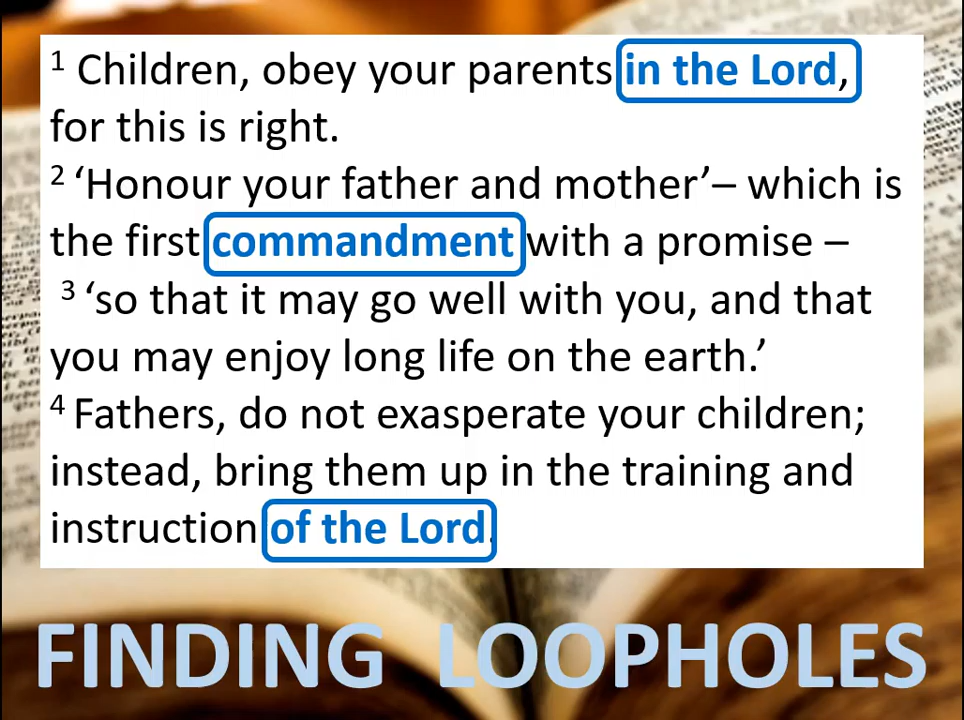 1 Children, obey your parents in the Lord,
for this is right.
2 ‘Honour your father and mother’– which is
the first commandment with a promise –
3 ‘so that it may go well with you, and that
you may enjoy long life on the earth.’
4 Fathers, do not exasperate your children;
instead, bring them up in the training and
instruction of the Lord.
FINDING LOOPHOLES